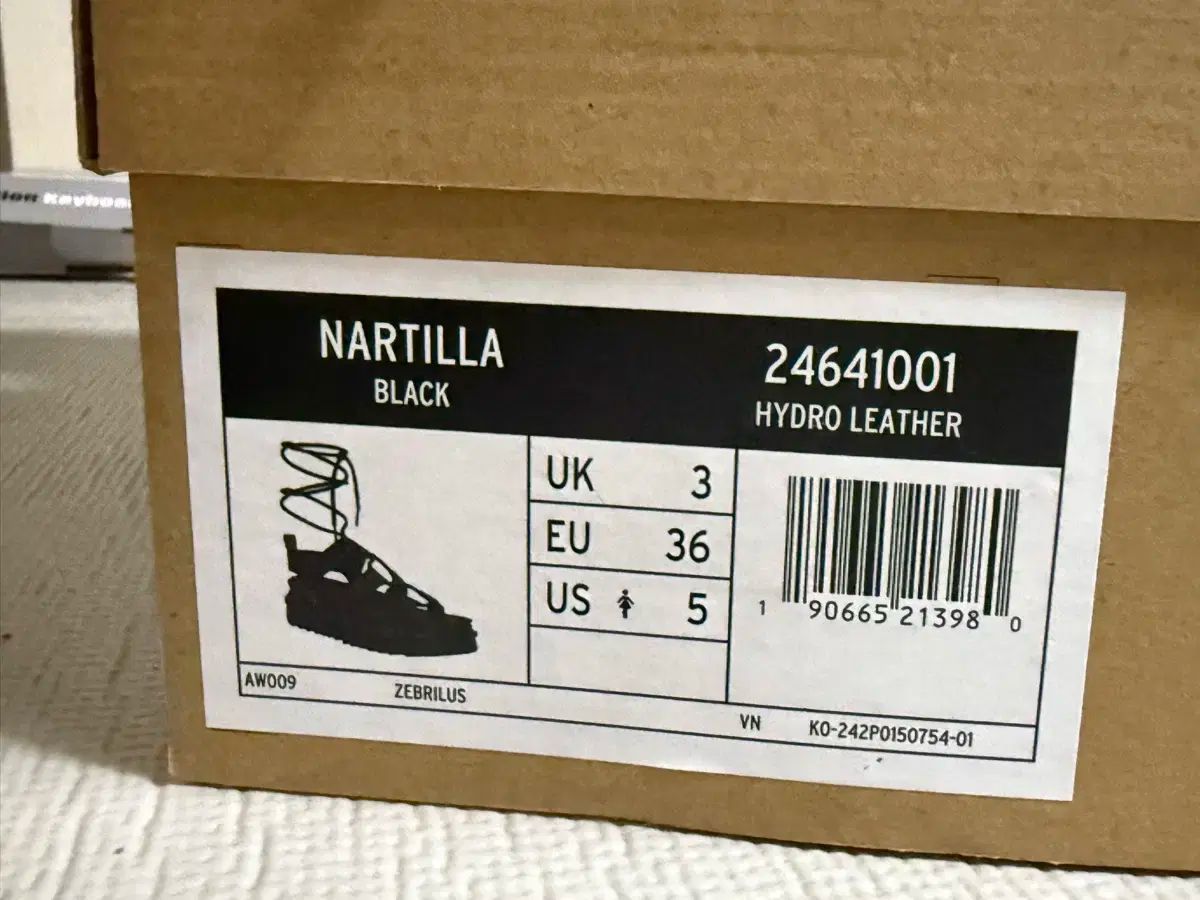 NARTILLA
BLACK
24641001
HYDRO LEATHER
UK 3
EU 36
US 5
1 90665 21398 0
AW009 ZEBRILUS
VN K0-242P0150754-01